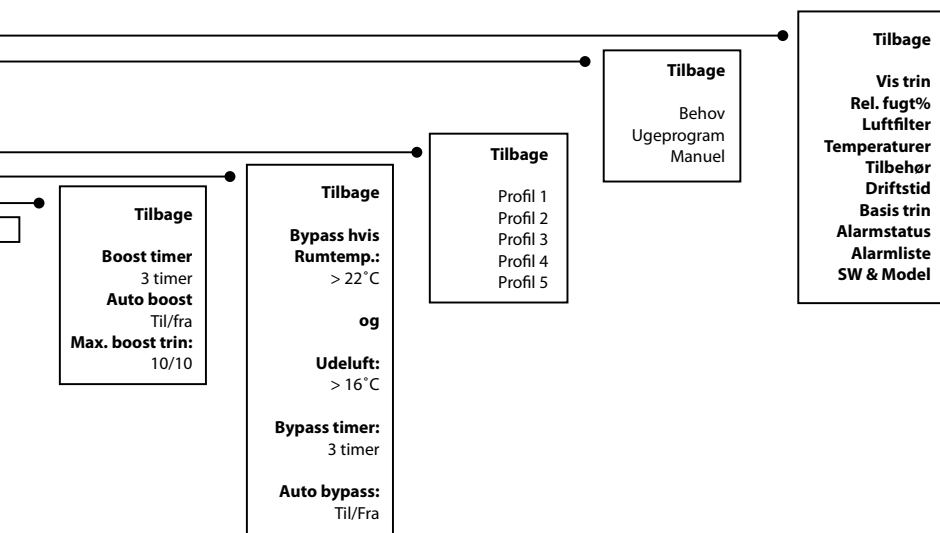 Tilbage
Boost timer
3 timer
Auto boost
Til/fra
Max. boost trin:
10/10
Tilbage
Bypass hvis
Rumtemp.:
> 22˚C
og
Udeluft:
> 16˚C
Bypass timer:
3 timer
Auto bypass:
Til/Fra
Tilbage
Profil 1
Profil 2
Profil 3
Profil 4
Profil 5
Tilbage
Behov
Ugeprogram
Manuel
Tilbage
Vis trin
Rel. fugt%
Luftfilter
Temperaturer
Tilbehør
Driftstid
Basis trin
Alarmstatus
Alarmliste
SW & Model